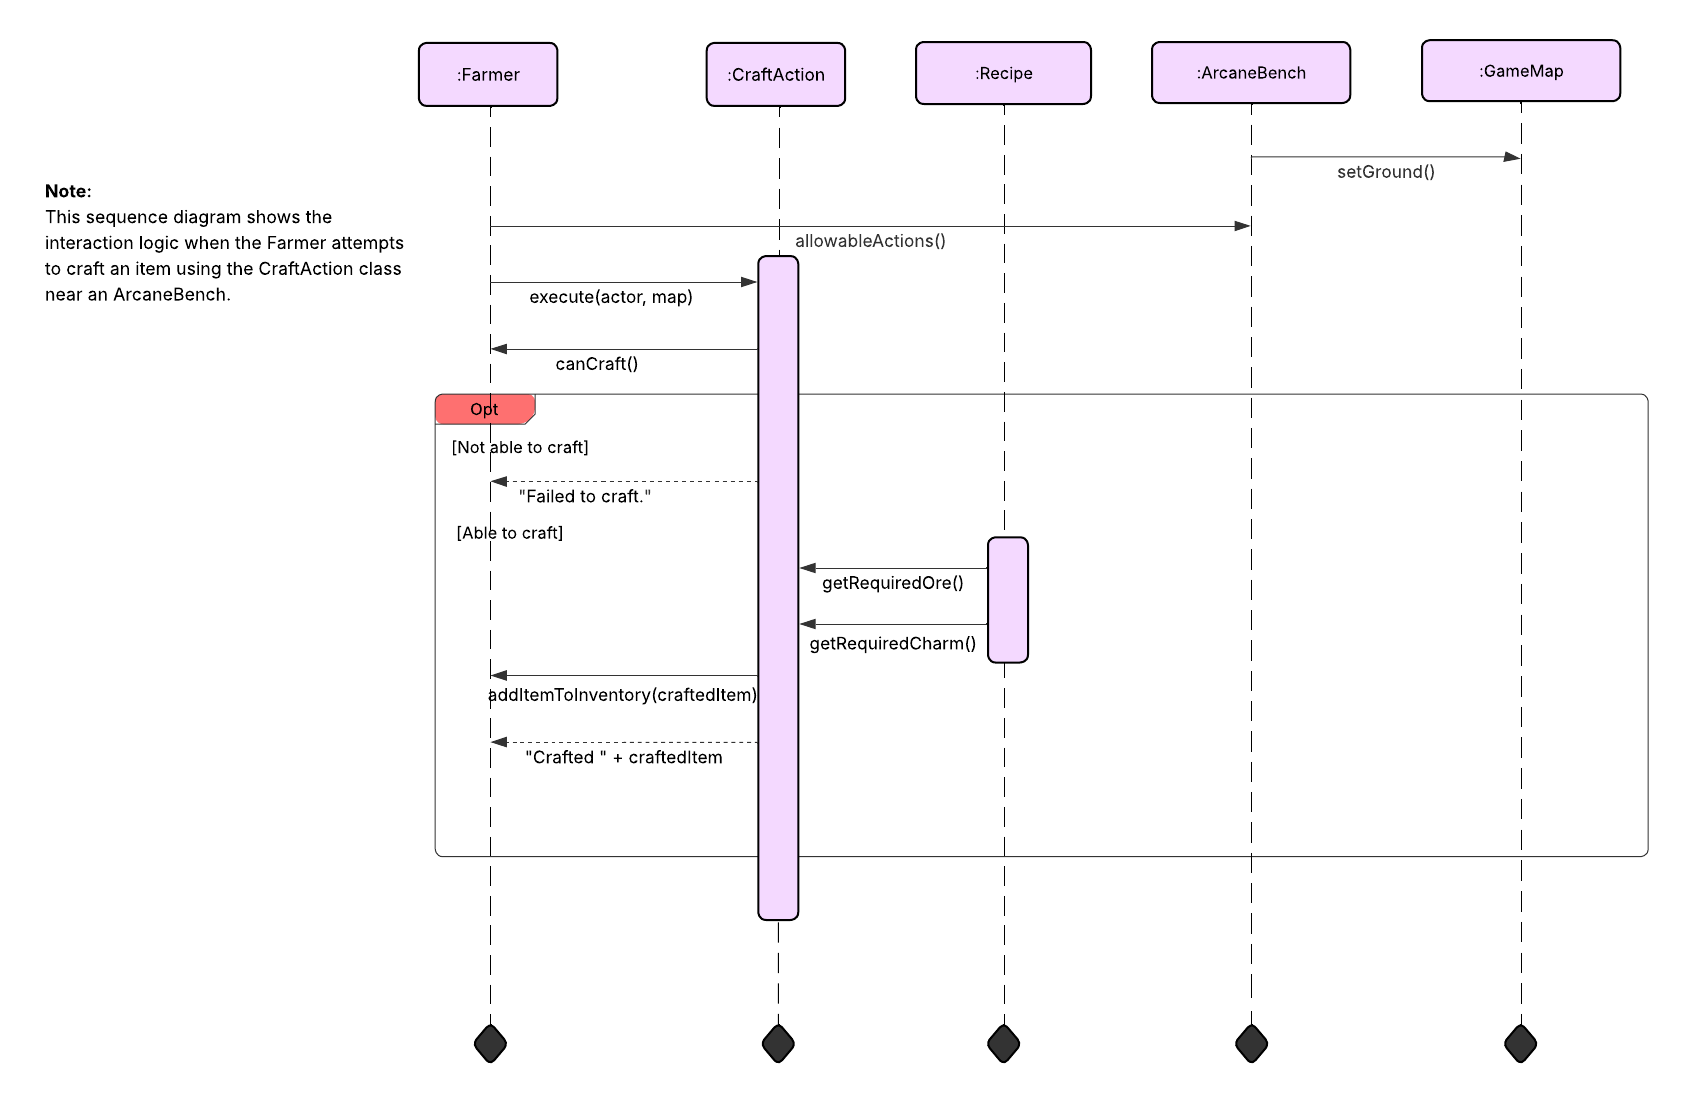 :Farmer
:CraftAction
:Recipe
:ArcaneBench
:GameMap
setGround()
Note:
This sequence diagram shows the
interaction logic when the Farmer attempts
to craft an item using the CraftAction class
near an ArcaneBench.
allowableActions()
execute(actor, map)
canCraft()
Opt
[Not able to craft]
"Failed to craft."
[Able to craft]
getRequiredOre()
getRequiredCharm()
addItemToInventory(craftedItem)
"Crafted " + craftedItem